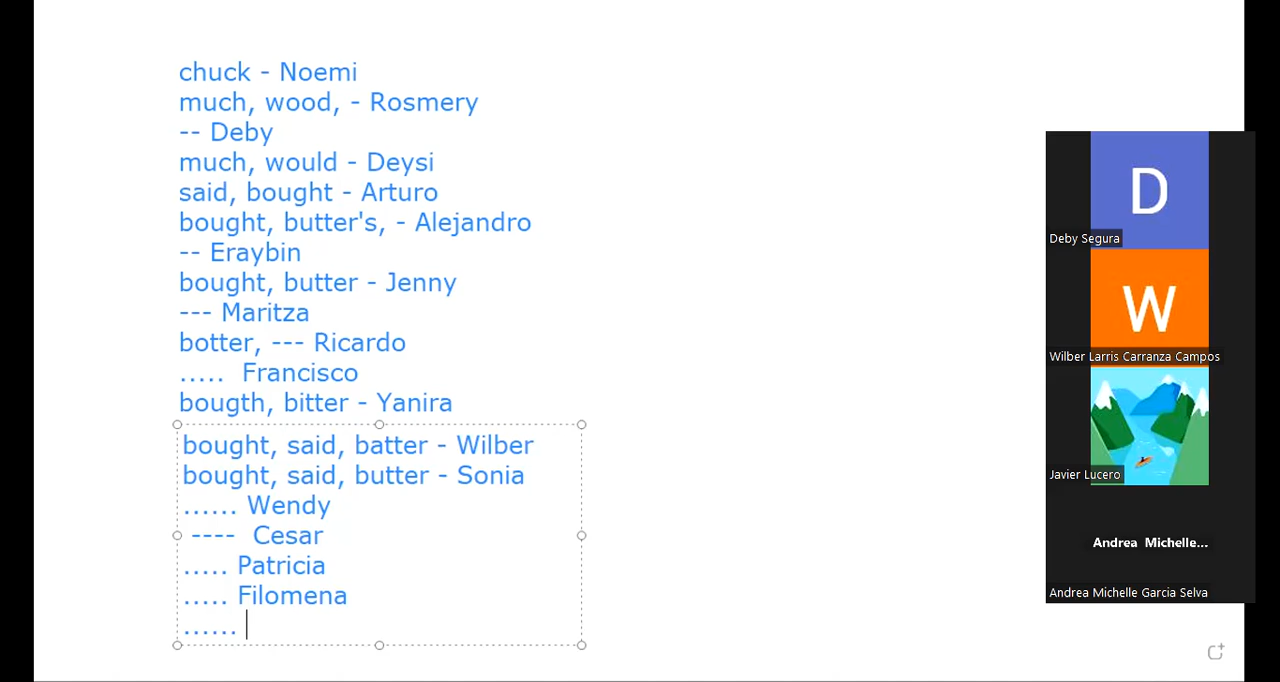 chuck - Noemi
much, wood, - Rosmery
-- Deby
much, would - Deysi
said, bought - Arturo
bought, butter's, - Alejandro
-- Eraybin
bought, butter - Jenny
--- Maritza
botter, --- Ricardo
..... Francisco
bougth, bitter - Yanira
bought, said, batter - Wilber
bought, said, butter - Sonia
...... Wendy
---- Cesar
..... Patricia
..... Filomena
......
D
Deby Segura
W
Wilber Larris Carranza Campos
Javier Lucero
Andrea Michelle...
Andrea Michelle Garcia Selva